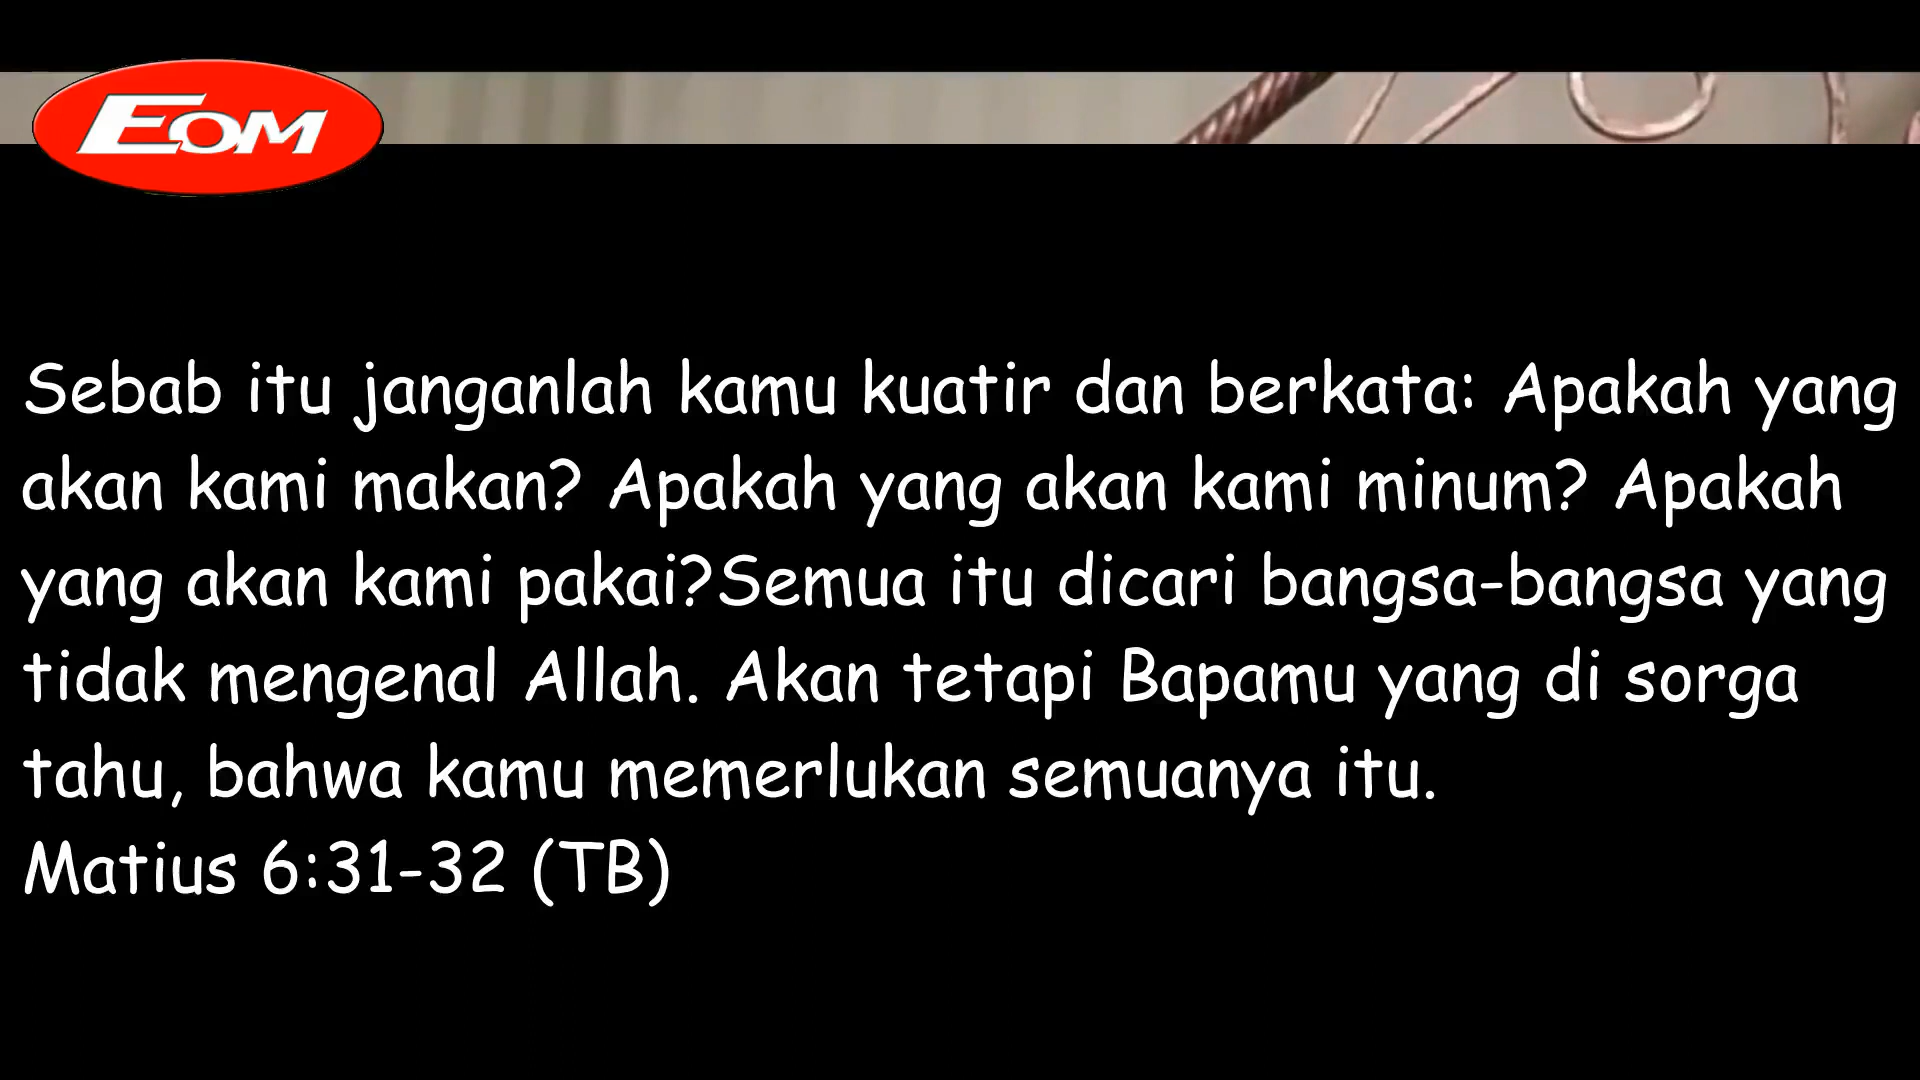 EOM
Sebab itu janganlah kamu kuatir dan berkata: Apakah yang
akan kami makan? Apakah yang akan kami minum? Apakah
yang akan kami pakai?Semua itu dicari bangsa-bangsa yang
tidak mengenal Allah. Akan tetapi Bapamu yang di sorga
tahu, bahwa kamu memerlukan semuanya itu.
Matius 6:31-32 (TB)